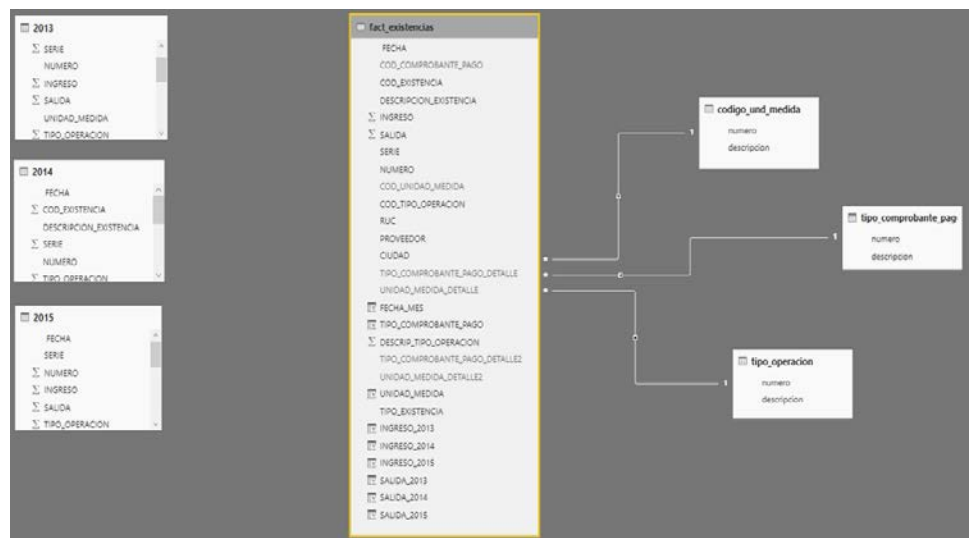 2013
Σ SERIE
NUMERO
Σ INGRESO
Σ SALIDA
UNIDAD_MEDIDA
Σ TIPO_OPERACION
2014
FECHA
Σ COD_EXISTENCIA
DESCRIPCION_EXISTENCIA
Σ SERIE
NUMERO
Σ TIPO_OPERACION
2015
FECHA
SERIE
Σ NUMERO
Σ INGRESO
Σ SALIDA
Σ TIPO_OPERACION
fact_existencias
FECHA
COD_COMPROBANTE_PAGO
COD_EXISTENCIA
DESCRIPCION_EXISTENCIA
Σ INGRESO
Σ SALIDA
SERIE
NUMERO
COD_UNIDAD_MEDIDA
COD_TIPO_OPERACION
RUC
PROVEEDOR
CIUDAD
TIPO_COMPROBANTE_PAGO_DETALLE
UNIDAD_MEDIDA_DETALLE
FECHA_MES
TIPO_COMPROBANTE_PAGO
Σ DESCRIP_TIPO_OPERACION
TIPO_COMPROBANTE_PAGO_DETALLE2
UNIDAD_MEDIDA_DETALLE2
UNIDAD_MEDIDA
TIPO_EXISTENCIA
INGRESO_2013
INGRESO_2014
INGRESO_2015
SALIDA_2013
SALIDA_2014
SALIDA_2015
codigo_und_medida
numero
descripcion
1
tipo_comprobante_pag
numero
descripcion
1
tipo_operacion
numero
descripcion
1